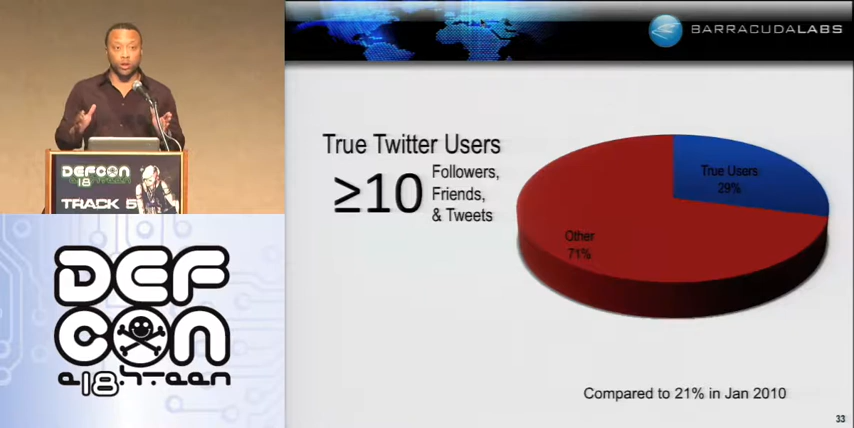 DEFCON
18
TRACK 5
DEF
CON
18
BARRACUDALABS
True Twitter Users
≥10
Followers,
Friends,
& Tweets
True Users
29%
Other
71%
Compared to 21% in Jan 2010
33